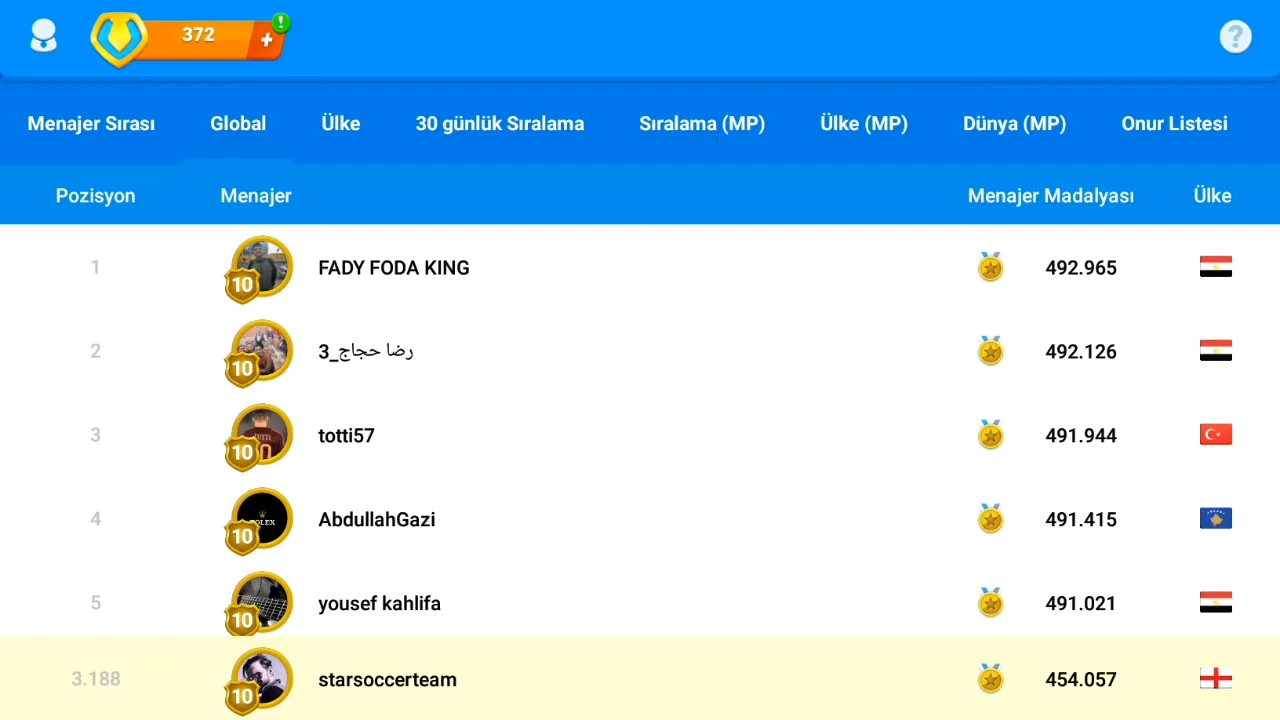 372
Menajer Sırası Global Ülke 30 günlük Sıralama Sıralama (MP) Ülke (MP) Dünya (MP) Onur Listesi
Pozisyon Menajer Menajer Madalyası Ülke
1 10 FADY FODA KING 492.965
2 10 رضا حجاج_3 492.126
3 10 totti57 491.944
4 ROLEX 10 AbdullahGazi 491.415
5 10 yousef kahlifa 491.021
3.188 10 starsoccerteam 454.057